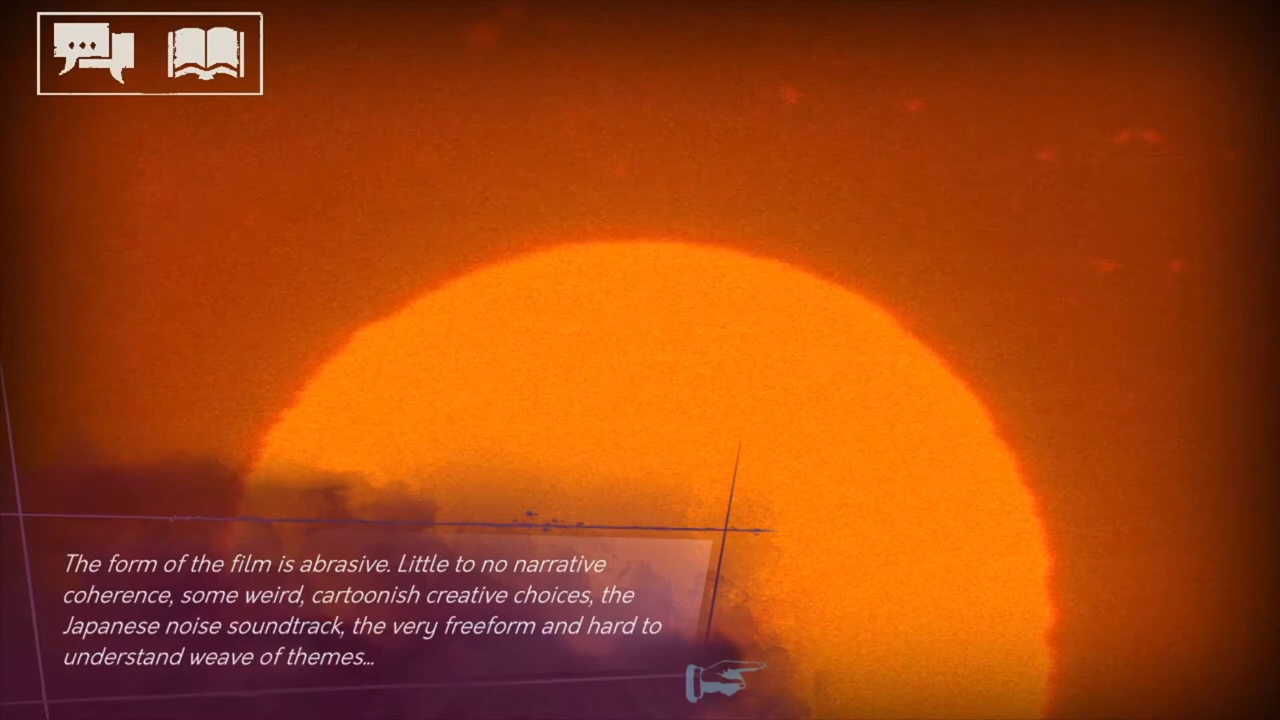 The form of the film is abrasive. Little to no narrative
coherence, some weird, cartoonish creative choices, the
Japanese noise soundtrack, the very freeform and hard to
understand weave of themes...